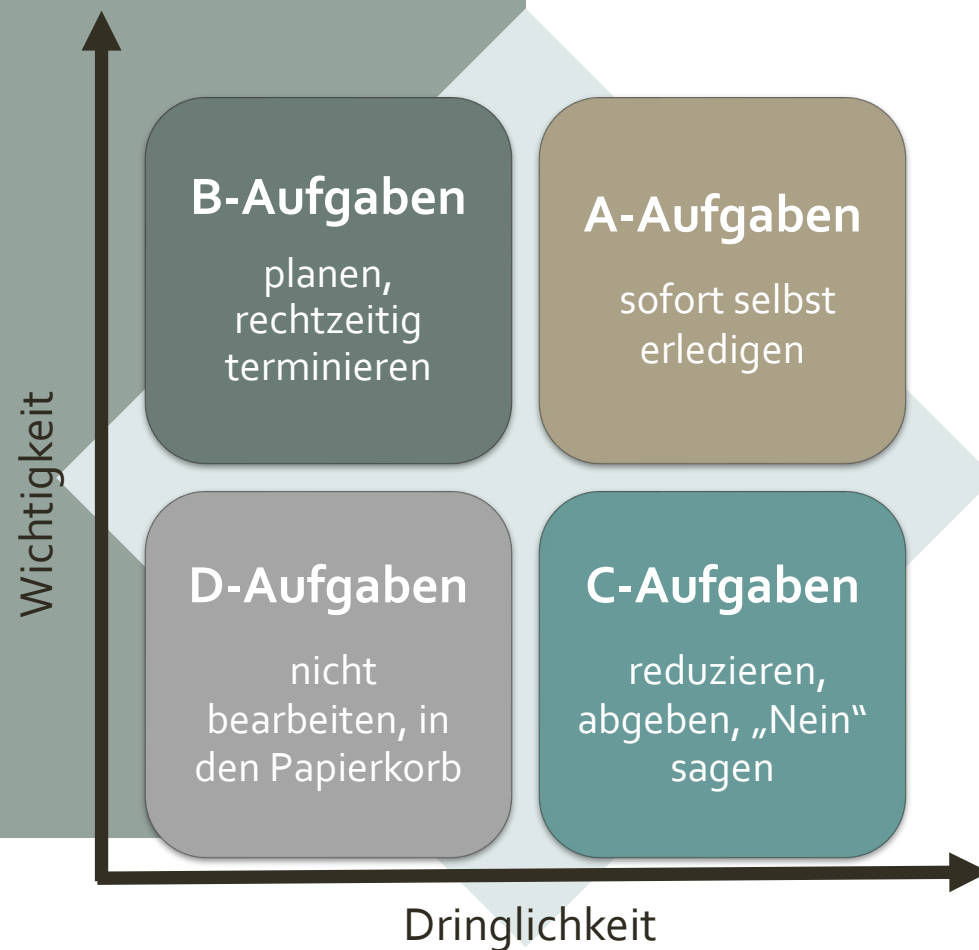 Wichtigkeit
B-Aufgaben
planen,
rechtzeitig
terminieren
A-Aufgaben
sofort selbst
erledigen
D-Aufgaben
nicht
bearbeiten, in
den Papierkorb
C-Aufgaben
reduzieren,
abgeben, „Nein“
sagen
Dringlichkeit